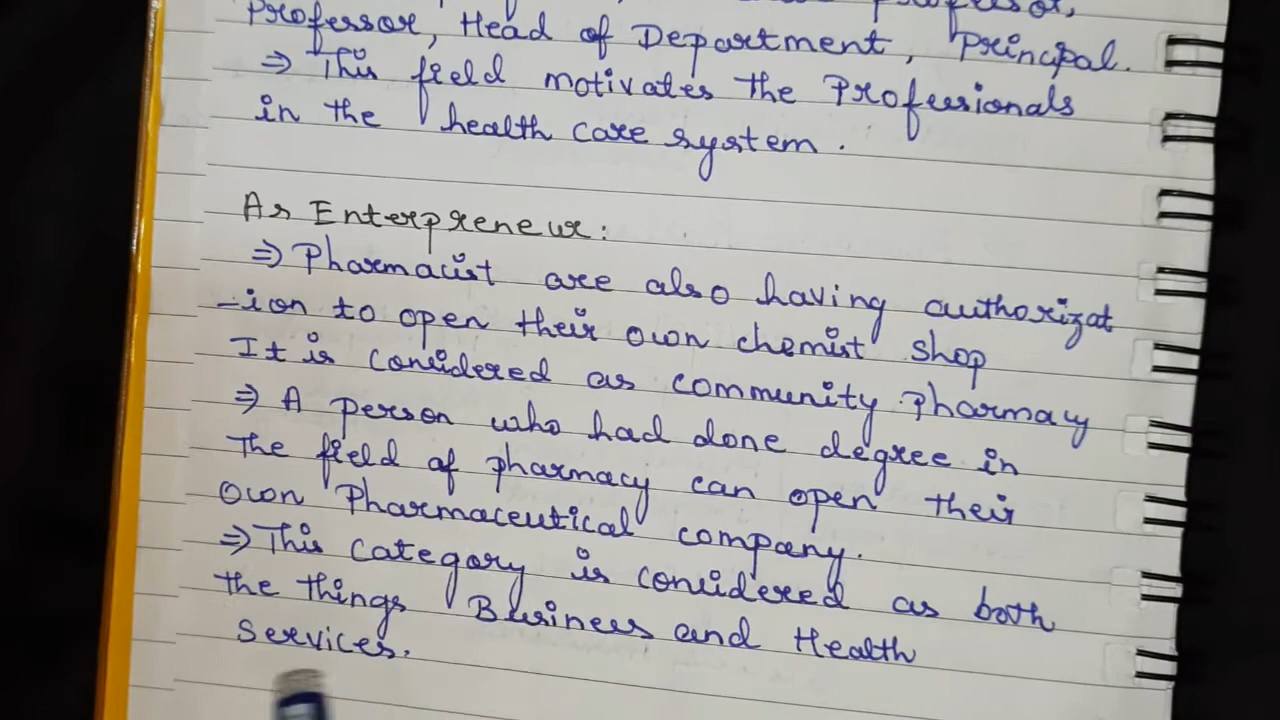 Professor,
Professor, Head of Department, Principal.
⇒ This field motivates the Professionals
in the health care system.
As Enterpreneur:
⇒ Pharmacist are also having authorizat
-ion to open their own chemist shop
It is considered as community Pharmacy
⇒ A person who had done degree in
the field of pharmacy can open their
own Pharmaceutical company.
⇒ This category is considered as both
the things Business and Health
services.